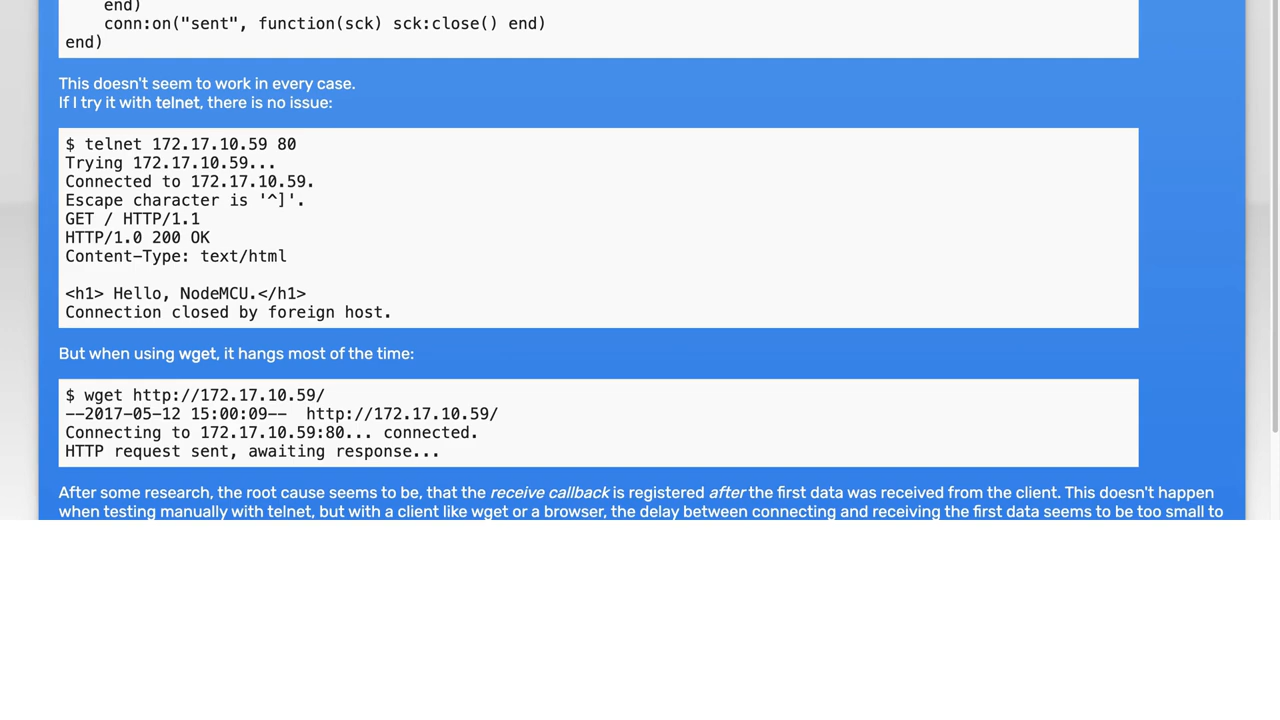 end)
conn:on("sent", function(sck) sck:close() end)
end)
This doesn't seem to work in every case.
If I try it with telnet, there is no issue:
$ telnet 172.17.10.59 80
Trying 172.17.10.59...
Connected to 172.17.10.59.
Escape character is '^]'.
GET / HTTP/1.1
HTTP/1.0 200 OK
Content-Type: text/html
<h1> Hello, NodeMCU.</h1>
Connection closed by foreign host.
But when using wget, it hangs most of the time:
$ wget http://172.17.10.59/
--2017-05-12 15:00:09--  http://172.17.10.59/
Connecting to 172.17.10.59:80... connected.
HTTP request sent, awaiting response...
After some research, the root cause seems to be, that the receive callback is registered after the first data was received from the client. This doesn't happen
when testing manually with telnet, but with a client like wget or a browser, the delay between connecting and receiving the first data seems to be too small to